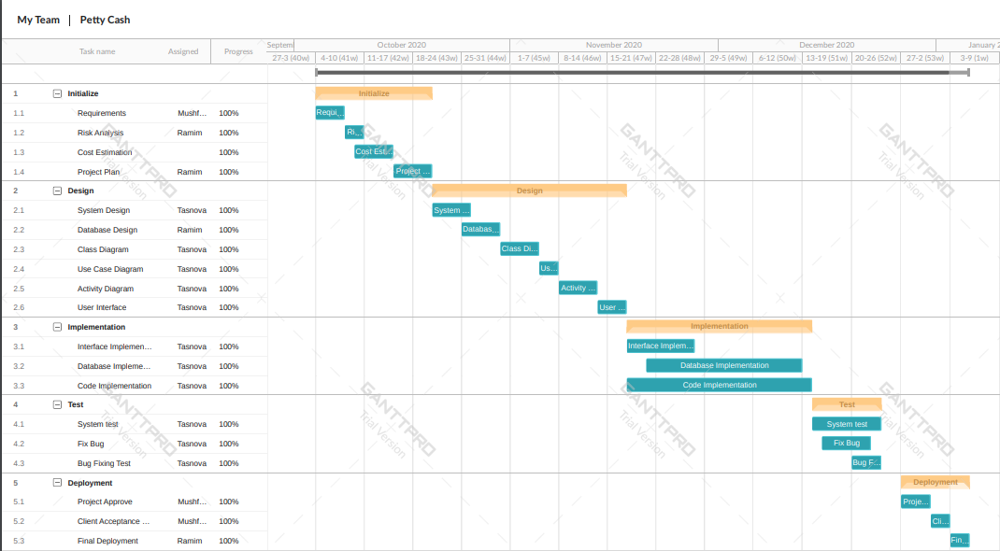 My Team | Petty Cash
Septem October 2020 November 2020 December 2020 January 2
Task name Assigned Progress
27-3 (40w) 4-10 (41w) 11-17 (42w) 18-24 (43w) 25-31 (44w) 1-7 (45w) 8-14 (46w) 15-21 (47w) 22-28 (48w) 29-5 (49w) 6-12 (50w) 13-19 (51w) 20-26 (52w) 27-2 (53w) 3-9 (1w)
1 Initialize Initialize
1.1 Requirements Mushf... 100% Requi...
1.2 Risk Analysis Ramim 100% Ri...
1.3 Cost Estimation 100% Cost Est...
1.4 Project Plan Ramim 100% Project ...
2 Design Design
2.1 System Design Tasnova 100% System ...
2.2 Database Design Ramim 100% Databas...
2.3 Class Diagram Tasnova 100% Class Di...
2.4 Use Case Diagram Tasnova 100% Us...
2.5 Activity Diagram Tasnova 100% Activity ...
2.6 User Interface Tasnova 100% User ...
3 Implementation Implementation
3.1 Interface Implemen... Tasnova 100% Interface Implem...
3.2 Database Impleme... Tasnova 100% Database Implementation
3.3 Code Implementation Tasnova 100% Code Implementation
4 Test Test
4.1 System test Tasnova 100% System test
4.2 Fix Bug Tasnova 100% Fix Bug
4.3 Bug Fixing Test Tasnova 100% Bug F...
5 Deployment Deployment
5.1 Project Approve Mushf... 100% Proje...
5.2 Client Acceptance ... Mushf... 100% Cli...
5.3 Final Deployment Ramim 100% Fin...
GANTTPRO
Trial Version
GANTTPRO
Trial Version
GANTTPRO
Trial Version
GANTTPRO
Trial Version
GANTTPRO
Trial Version
GANTTPRO
Trial Version
GANTTPRO
Trial Version
GANTTPRO
Trial Version